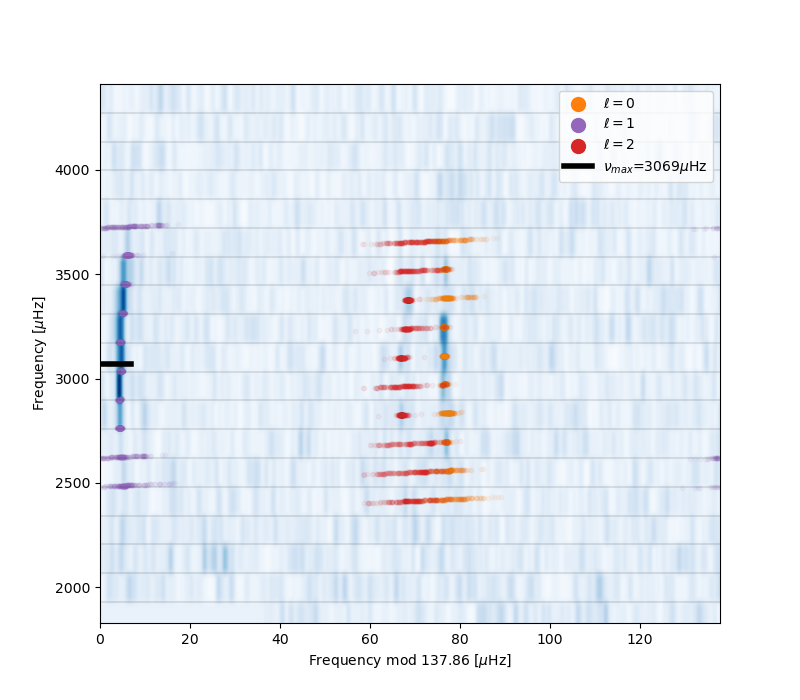 ℓ = 0
ℓ = 1
ℓ = 2
ν_max=3069μHz
4000
3500
3000
2500
2000
Frequency [μHz]
0 20 40 60 80 100 120
Frequency mod 137.86 [μHz]